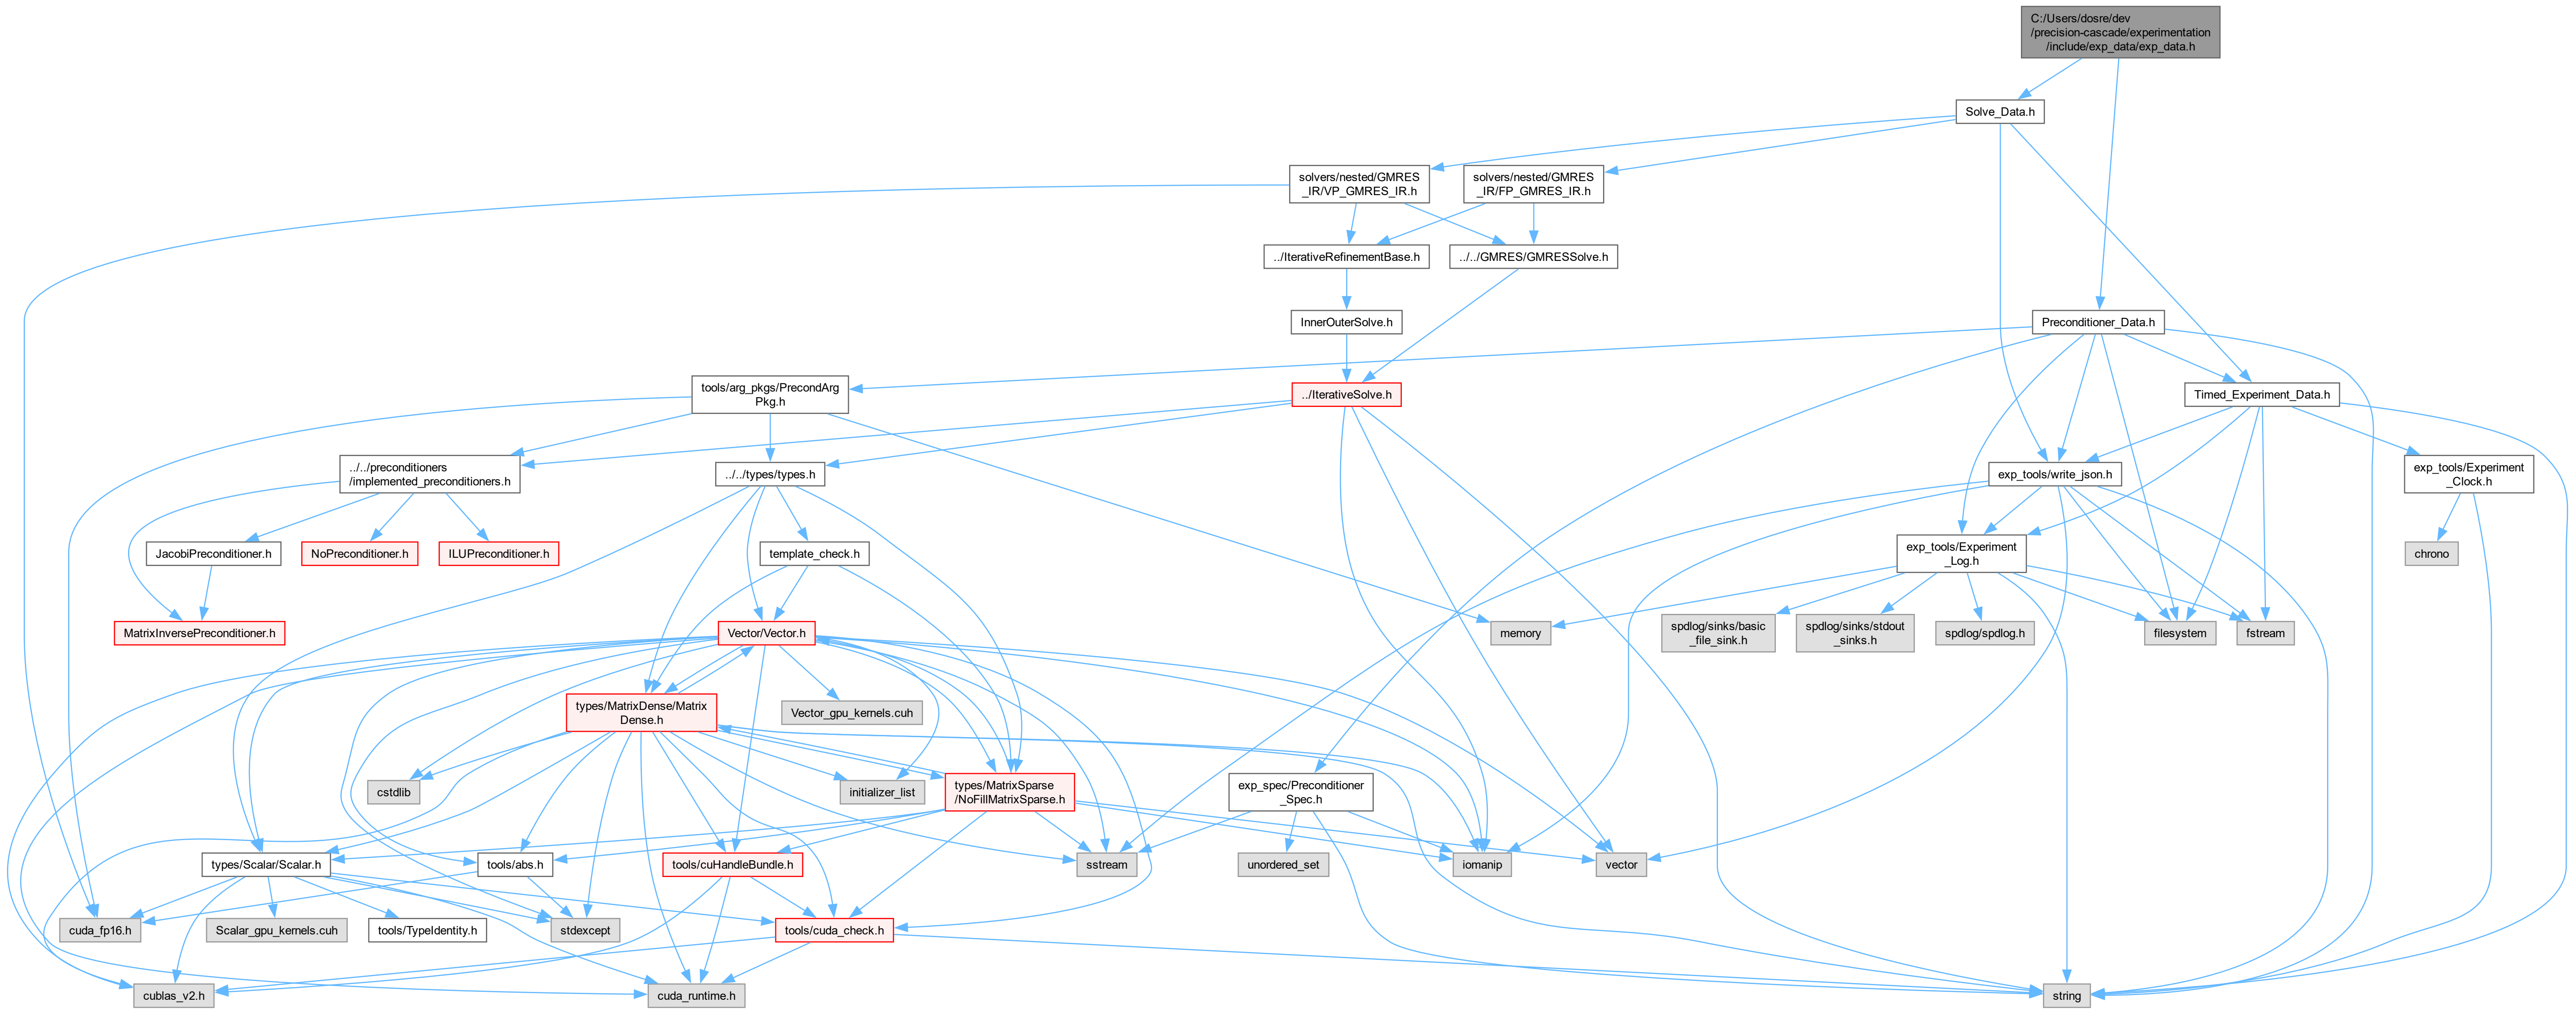 C:/Users/dosre/dev
/precision-cascade/experimentation
/include/exp_data/exp_data.h
Solve_Data.h
solvers/nested/GMRES
_IR/VP_GMRES_IR.h
solvers/nested/GMRES
_IR/FP_GMRES_IR.h
../IterativeRefinementBase.h
../../GMRES/GMRESSolve.h
InnerOuterSolve.h
Preconditioner_Data.h
tools/arg_pkgs/PrecondArg
Pkg.h
../IterativeSolve.h
Timed_Experiment_Data.h
../../preconditioners
/implemented_preconditioners.h
../../types/types.h
exp_tools/write_json.h
exp_tools/Experiment
_Clock.h
JacobiPreconditioner.h
NoPreconditioner.h
ILUPreconditioner.h
template_check.h
exp_tools/Experiment
_Log.h
chrono
MatrixInversePreconditioner.h
Vector/Vector.h
memory
spdlog/sinks/basic
_file_sink.h
spdlog/sinks/stdout
_sinks.h
spdlog/spdlog.h
filesystem
fstream
types/MatrixDense/Matrix
Dense.h
Vector_gpu_kernels.cuh
cstdlib
initializer_list
types/MatrixSparse
/NoFillMatrixSparse.h
exp_spec/Preconditioner
_Spec.h
types/Scalar/Scalar.h
tools/abs.h
tools/cuHandleBundle.h
sstream
unordered_set
iomanip
vector
cuda_fp16.h
Scalar_gpu_kernels.cuh
tools/TypeIdentity.h
stdexcept
tools/cuda_check.h
cublas_v2.h
cuda_runtime.h
string